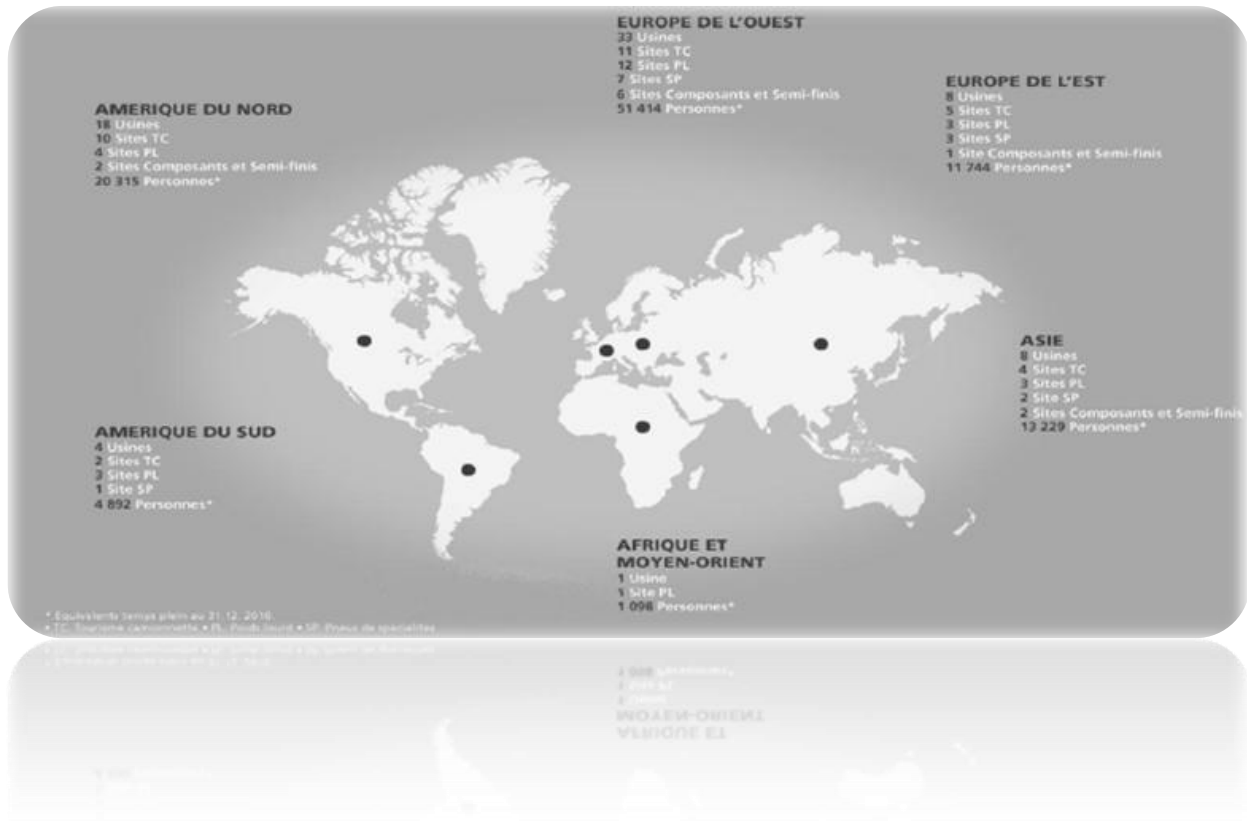 EUROPE DE L'OUEST
33 Usines
11 Sites TC
12 Sites PL
7 Sites SP
6 Sites Composants et Semi-finis
51 414 Personnes*
EUROPE DE L'EST
8 Usines
5 Sites TC
3 Sites PL
3 Sites SP
1 Site Composants et Semi-finis
11 744 Personnes*
AMERIQUE DU NORD
18 Usines
10 Sites TC
4 Sites PL
2 Sites Composants et Semi-finis
20 315 Personnes*
ASIE
8 Usines
4 Sites TC
3 Sites PL
2 Site SP
2 Sites Composants et Semi-finis
13 229 Personnes*
AMERIQUE DU SUD
4 Usines
2 Sites TC
3 Sites PL
1 Site SP
4 892 Personnes*
AFRIQUE ET
MOYEN-ORIENT
1 Usine
1 Site PL
1 098 Personnes*
* Equivalents temps plein au 31.12.2010.
• TC: Tourisme camionnette • PL: Poids lourd • SP: Pneus de spécialités